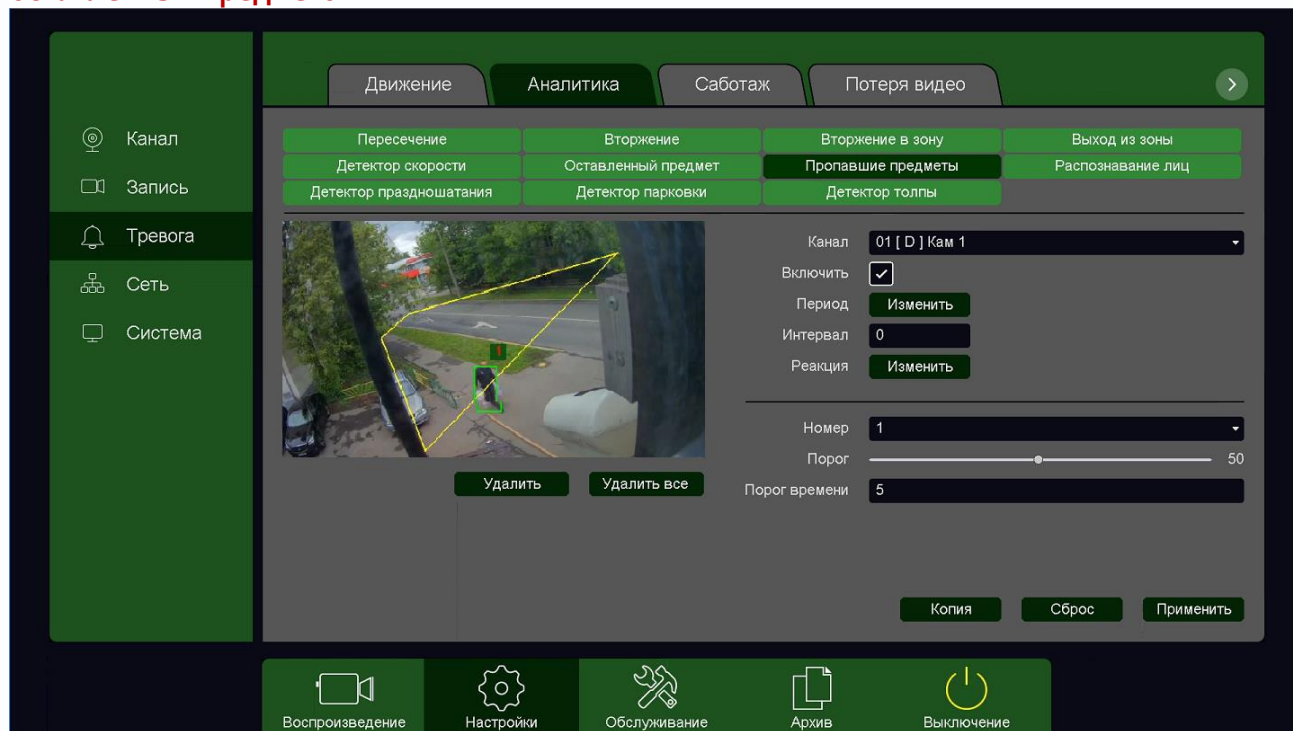 Движение Аналитика Саботаж Потеря видео
Канал
Запись
Тревога
Сеть
Система
Пересечение Вторжение Вторжение в зону Выход из зоны
Детектор скорости Оставленный предмет Пропавшие предметы Распознавание лиц
Детектор праздношатания Детектор парковки Детектор толпы
1
Канал 01 [ D ] Кам 1
Включить
Период Изменить
Интервал 0
Реакция Изменить
Номер 1
Порог 50
Порог времени 5
Удалить Удалить все
Копия Сброс Применить
Воспроизведение Настройки Обслуживание Архив Выключение